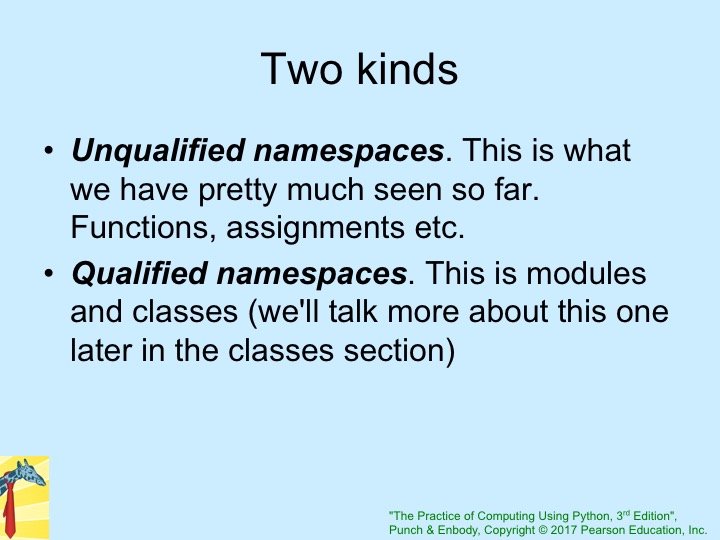 Two kinds
• Unqualified namespaces. This is what
we have pretty much seen so far.
Functions, assignments etc.
• Qualified namespaces. This is modules
and classes (we'll talk more about this one
later in the classes section)
"The Practice of Computing Using Python, 3rd Edition",
Punch & Enbody, Copyright © 2017 Pearson Education, Inc.